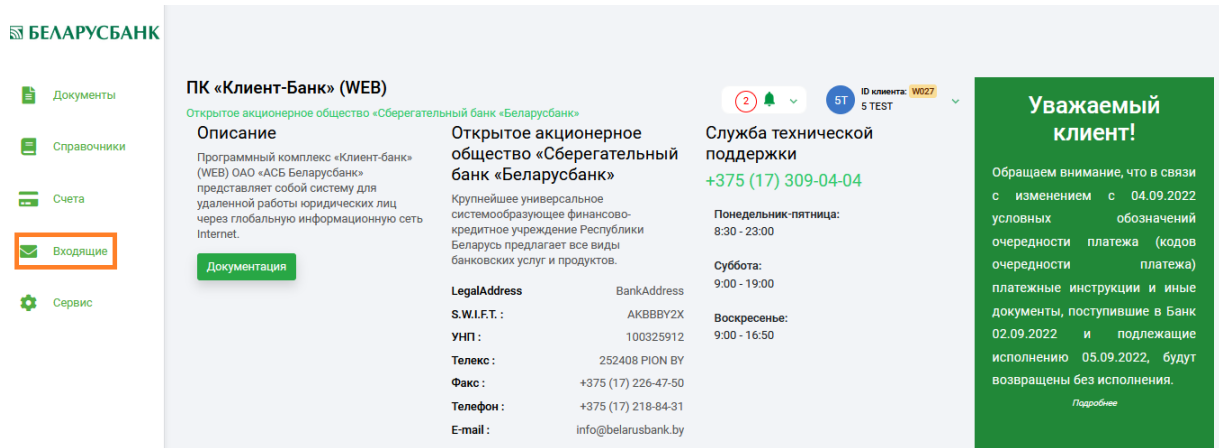 БЕЛАРУСБАНК
Документы
Справочники
Счета
Входящие
Сервис
ПК «Клиент-Банк» (WEB)
Открытое акционерное общество «Сберегательный банк «Беларусбанк»
2
5T
ID клиента: W027
5 TEST
Описание
Программный комплекс «Клиент-банк»
(WEB) ОАО «АСБ Беларусбанк»
представляет собой систему для
удаленной работы юридических лиц
через глобальную информационную сеть
Internet.
Документация
Открытое акционерное
общество «Сберегательный
банк «Беларусбанк»
Крупнейшее универсальное
системообразующее финансово-
кредитное учреждение Республики
Беларусь предлагает все виды
банковских услуг и продуктов.
LegalAddress BankAddress
S.W.I.F.T. : AKBBBY2X
УНП : 100325912
Телекс : 252408 PION BY
Факс : +375 (17) 226-47-50
Телефон : +375 (17) 218-84-31
E-mail : info@belarusbank.by
Служба технической
поддержки
+375 (17) 309-04-04
Понедельник-пятница:
8:30 - 23:00
Суббота:
9:00 - 19:00
Воскресенье:
9:00 - 16:50
Уважаемый
клиент!
Обращаем внимание, что в связи
с изменением с 04.09.2022
условных обозначений
очередности платежа (кодов
очередности платежа)
платежные инструкции и иные
документы, поступившие в Банк
02.09.2022 и подлежащие
исполнению 05.09.2022, будут
возвращены без исполнения.
Подробнее